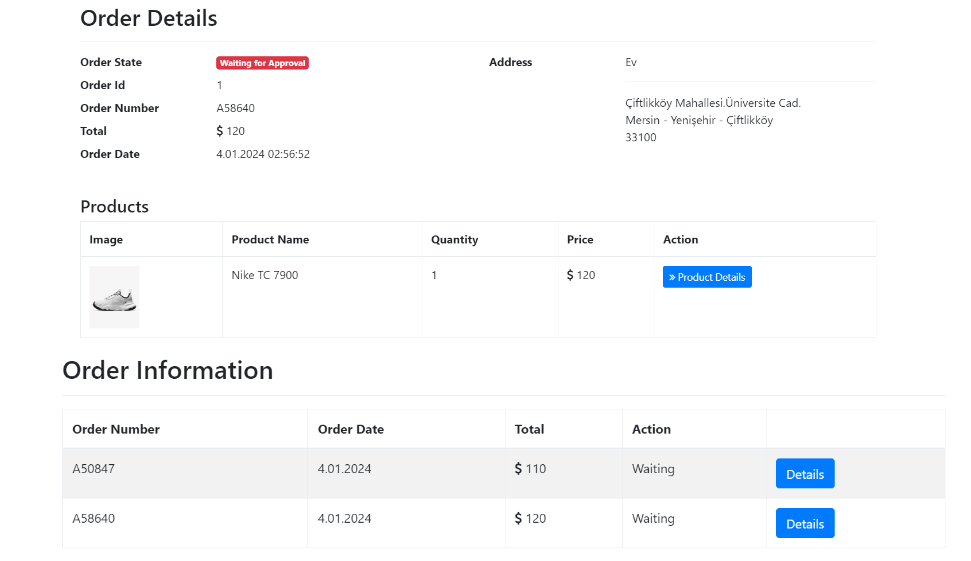 Order Details
Order State Waiting for Approval Address Ev
Order Id 1
Order Number A58640
Total $ 120
Order Date 4.01.2024 02:56:52
Çiftlikköy Mahallesi.Üniversite Cad.
Mersin - Yenişehir - Çiftlikköy
33100
Products
Image Product Name Quantity Price Action
Nike TC 7900 1 $ 120 » Product Details
Order Information
Order Number Order Date Total Action
A50847 4.01.2024 $ 110 Waiting Details
A58640 4.01.2024 $ 120 Waiting Details